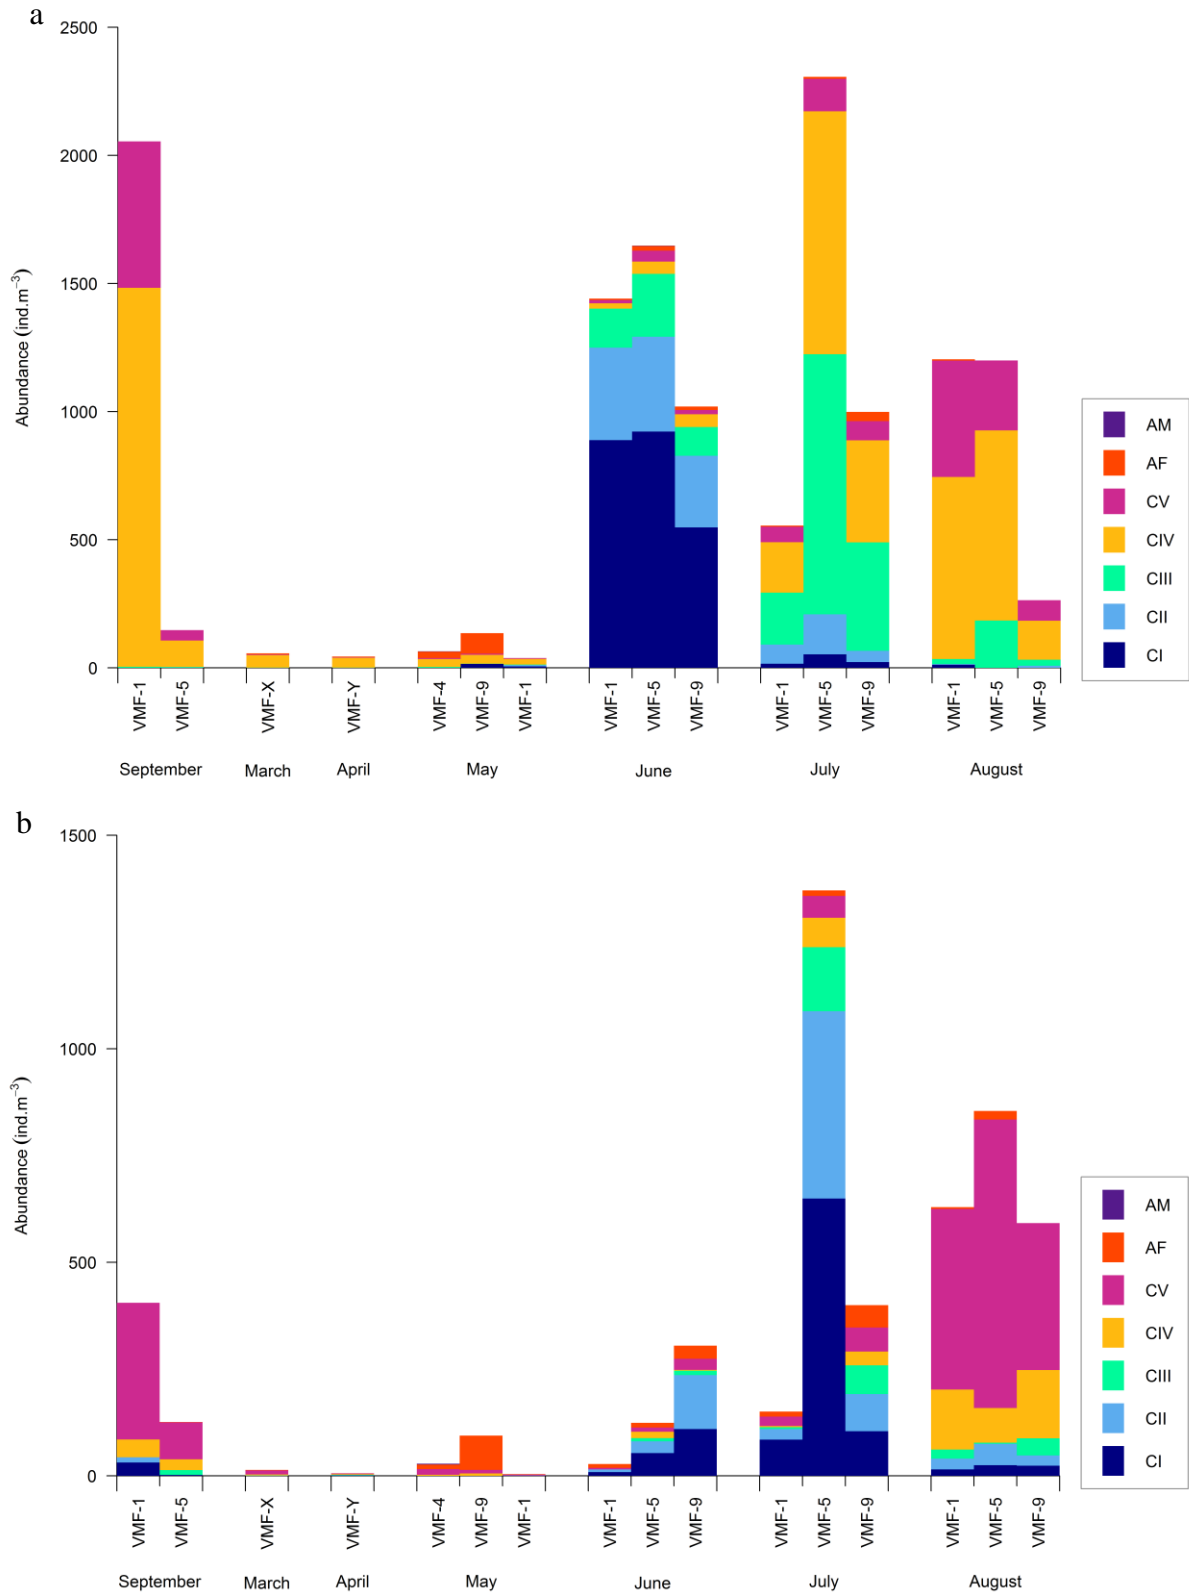 a
2500
2000
1500
1000
500
0
Abundance (ind.m⁻³)
VMF-1
VMF-5
VMF-X
VMF-Y
VMF-4
VMF-9
VMF-1
VMF-1
VMF-5
VMF-9
VMF-1
VMF-5
VMF-9
VMF-1
VMF-5
VMF-9
September
March
April
May
June
July
August
AM
AF
CV
CIV
CIII
CII
CI
b
1500
1000
500
0
Abundance (ind.m⁻³)
VMF-1
VMF-5
VMF-X
VMF-Y
VMF-4
VMF-9
VMF-1
VMF-1
VMF-5
VMF-9
VMF-1
VMF-5
VMF-9
VMF-1
VMF-5
VMF-9
September
March
April
May
June
July
August
AM
AF
CV
CIV
CIII
CII
CI